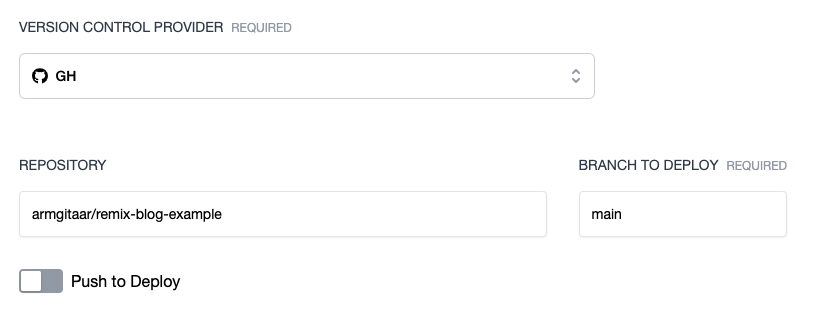 VERSION CONTROL PROVIDER REQUIRED
GH
REPOSITORY
BRANCH TO DEPLOY REQUIRED
armgitaar/remix-blog-example
main
Push to Deploy